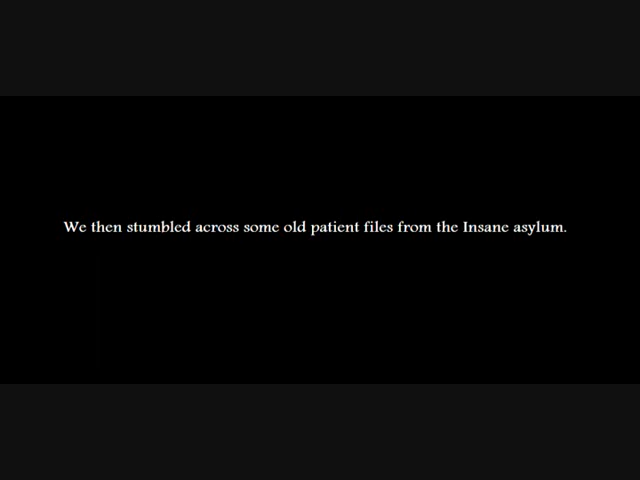 We then stumbled across some old patient files from the Insane asylum.